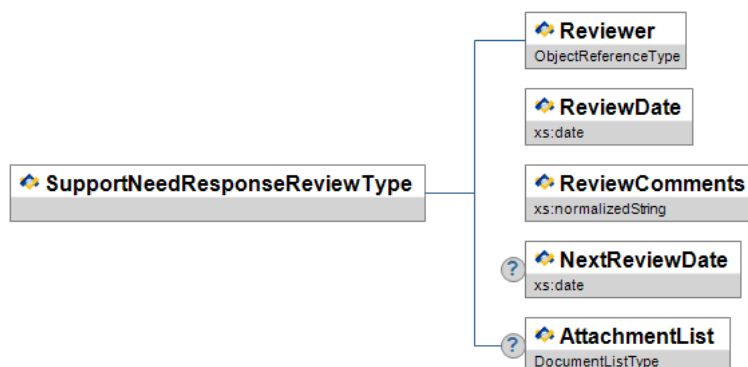 Reviewer
ObjectReferenceType
ReviewDate
xs:date
SupportNeedResponseReviewType
ReviewComments
xs:normalizedString
?
NextReviewDate
xs:date
?
AttachmentList
DocumentListType